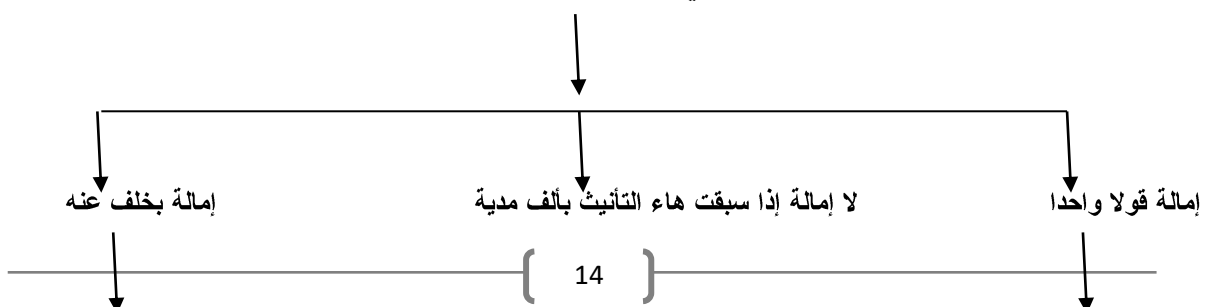 إمالة قولا واحدا لا إمالة إذا سبقت هاء التأنيث بألف مدية إمالة بخلف عنه
14